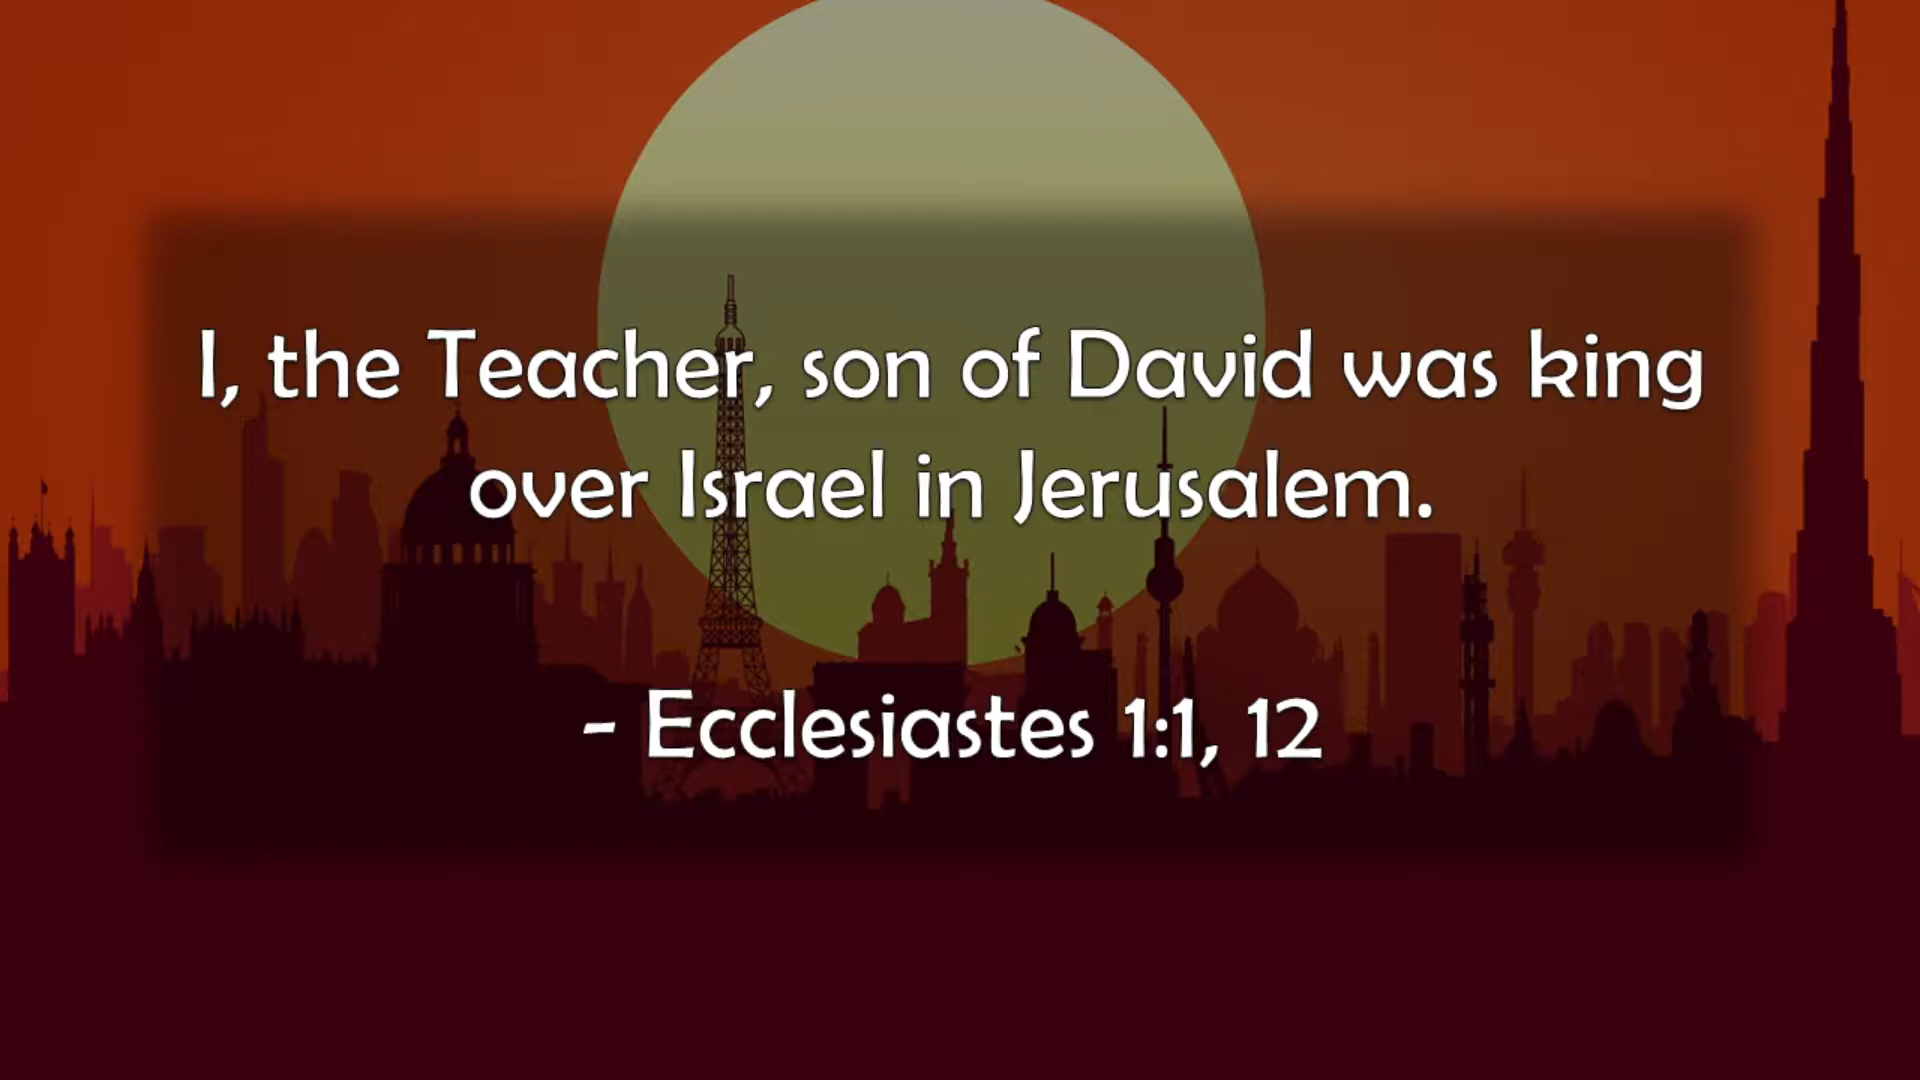 I, the Teacher, son of David was king
over Israel in Jerusalem.
- Ecclesiastes 1:1, 12